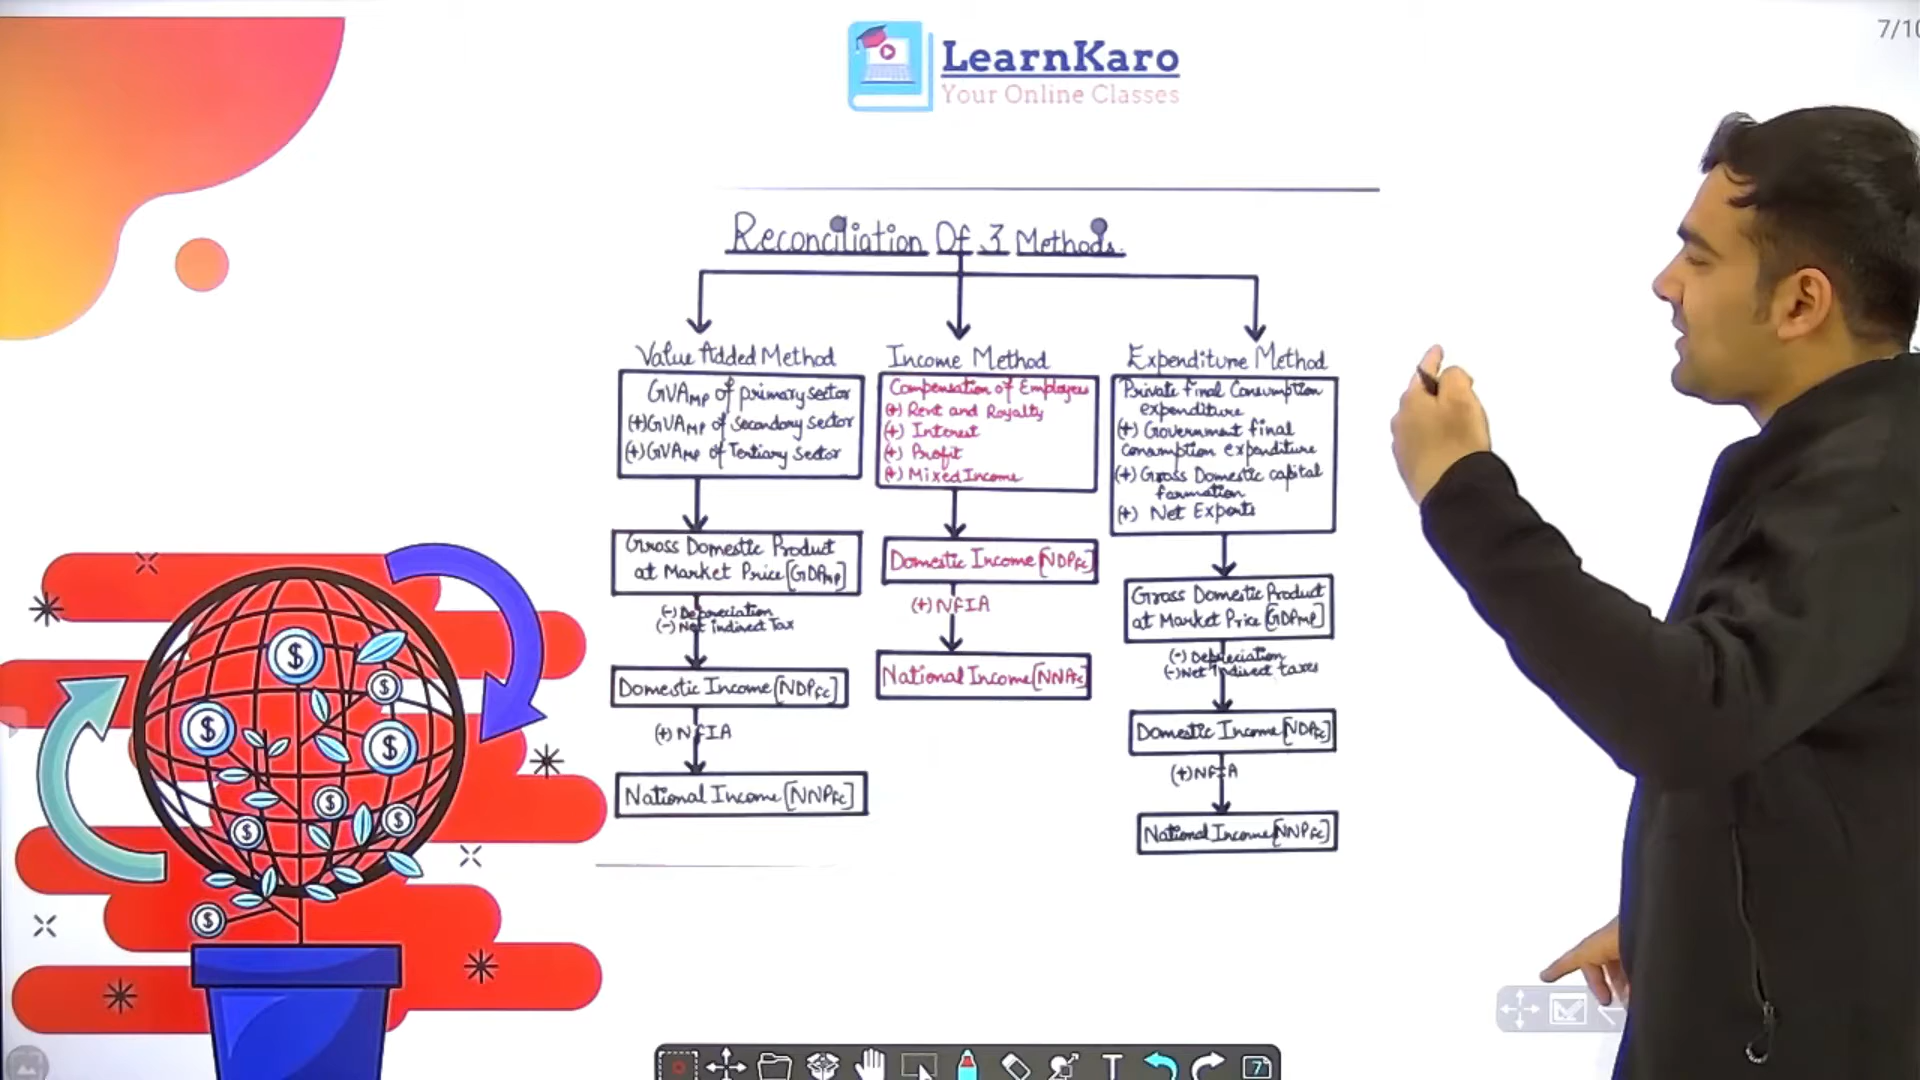 7/10
LearnKaro
Your Online Classes
Reconciliation Of 3 Methods.
Value Added Method
GVAMP of primary sector
(+)GVAMP of Secondary sector
(+)GVAMP of Tertiary Sector
Gross Domestic Product
at Market Price [GDPMP]
(-) Depreciation
(-) Net indirect Tax
Domestic Income [NDPFC]
(+) NFIA
National Income [NNPFC]
Income Method
Compensation of Employees
(+) Rent and Royalty
(+) Interest
(+) Profit
(+) Mixed Income
Domestic Income [NDPFC]
(+) NFIA
National Income [NNPFC]
Expenditure Method
Private Final Consumption
expenditure
(+) Government final
consumption expenditure
(+) Gross Domestic capital
formation
(+) Net Exports
Gross Domestic Product
at Market Price [GDPMP]
(-) Depreciation
(-) Net Indirect taxes
Domestic Income [NDPFC]
(+) NFIA
National Income [NNPFC]
$
$
$
$
$
$
$
$
T
7